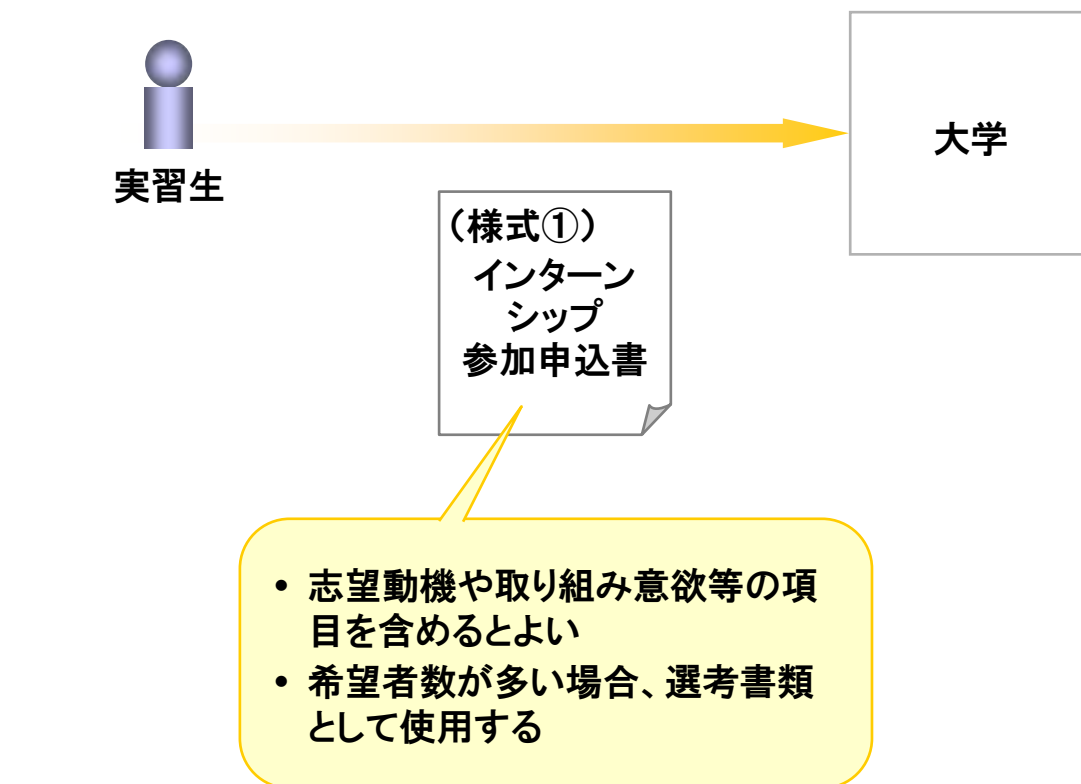 大学
実習生
（様式①）
インターン
シップ
参加申込書
• 志望動機や取り組み意欲等の項
目を含めるとよい
• 希望者数が多い場合、選考書類
として使用する